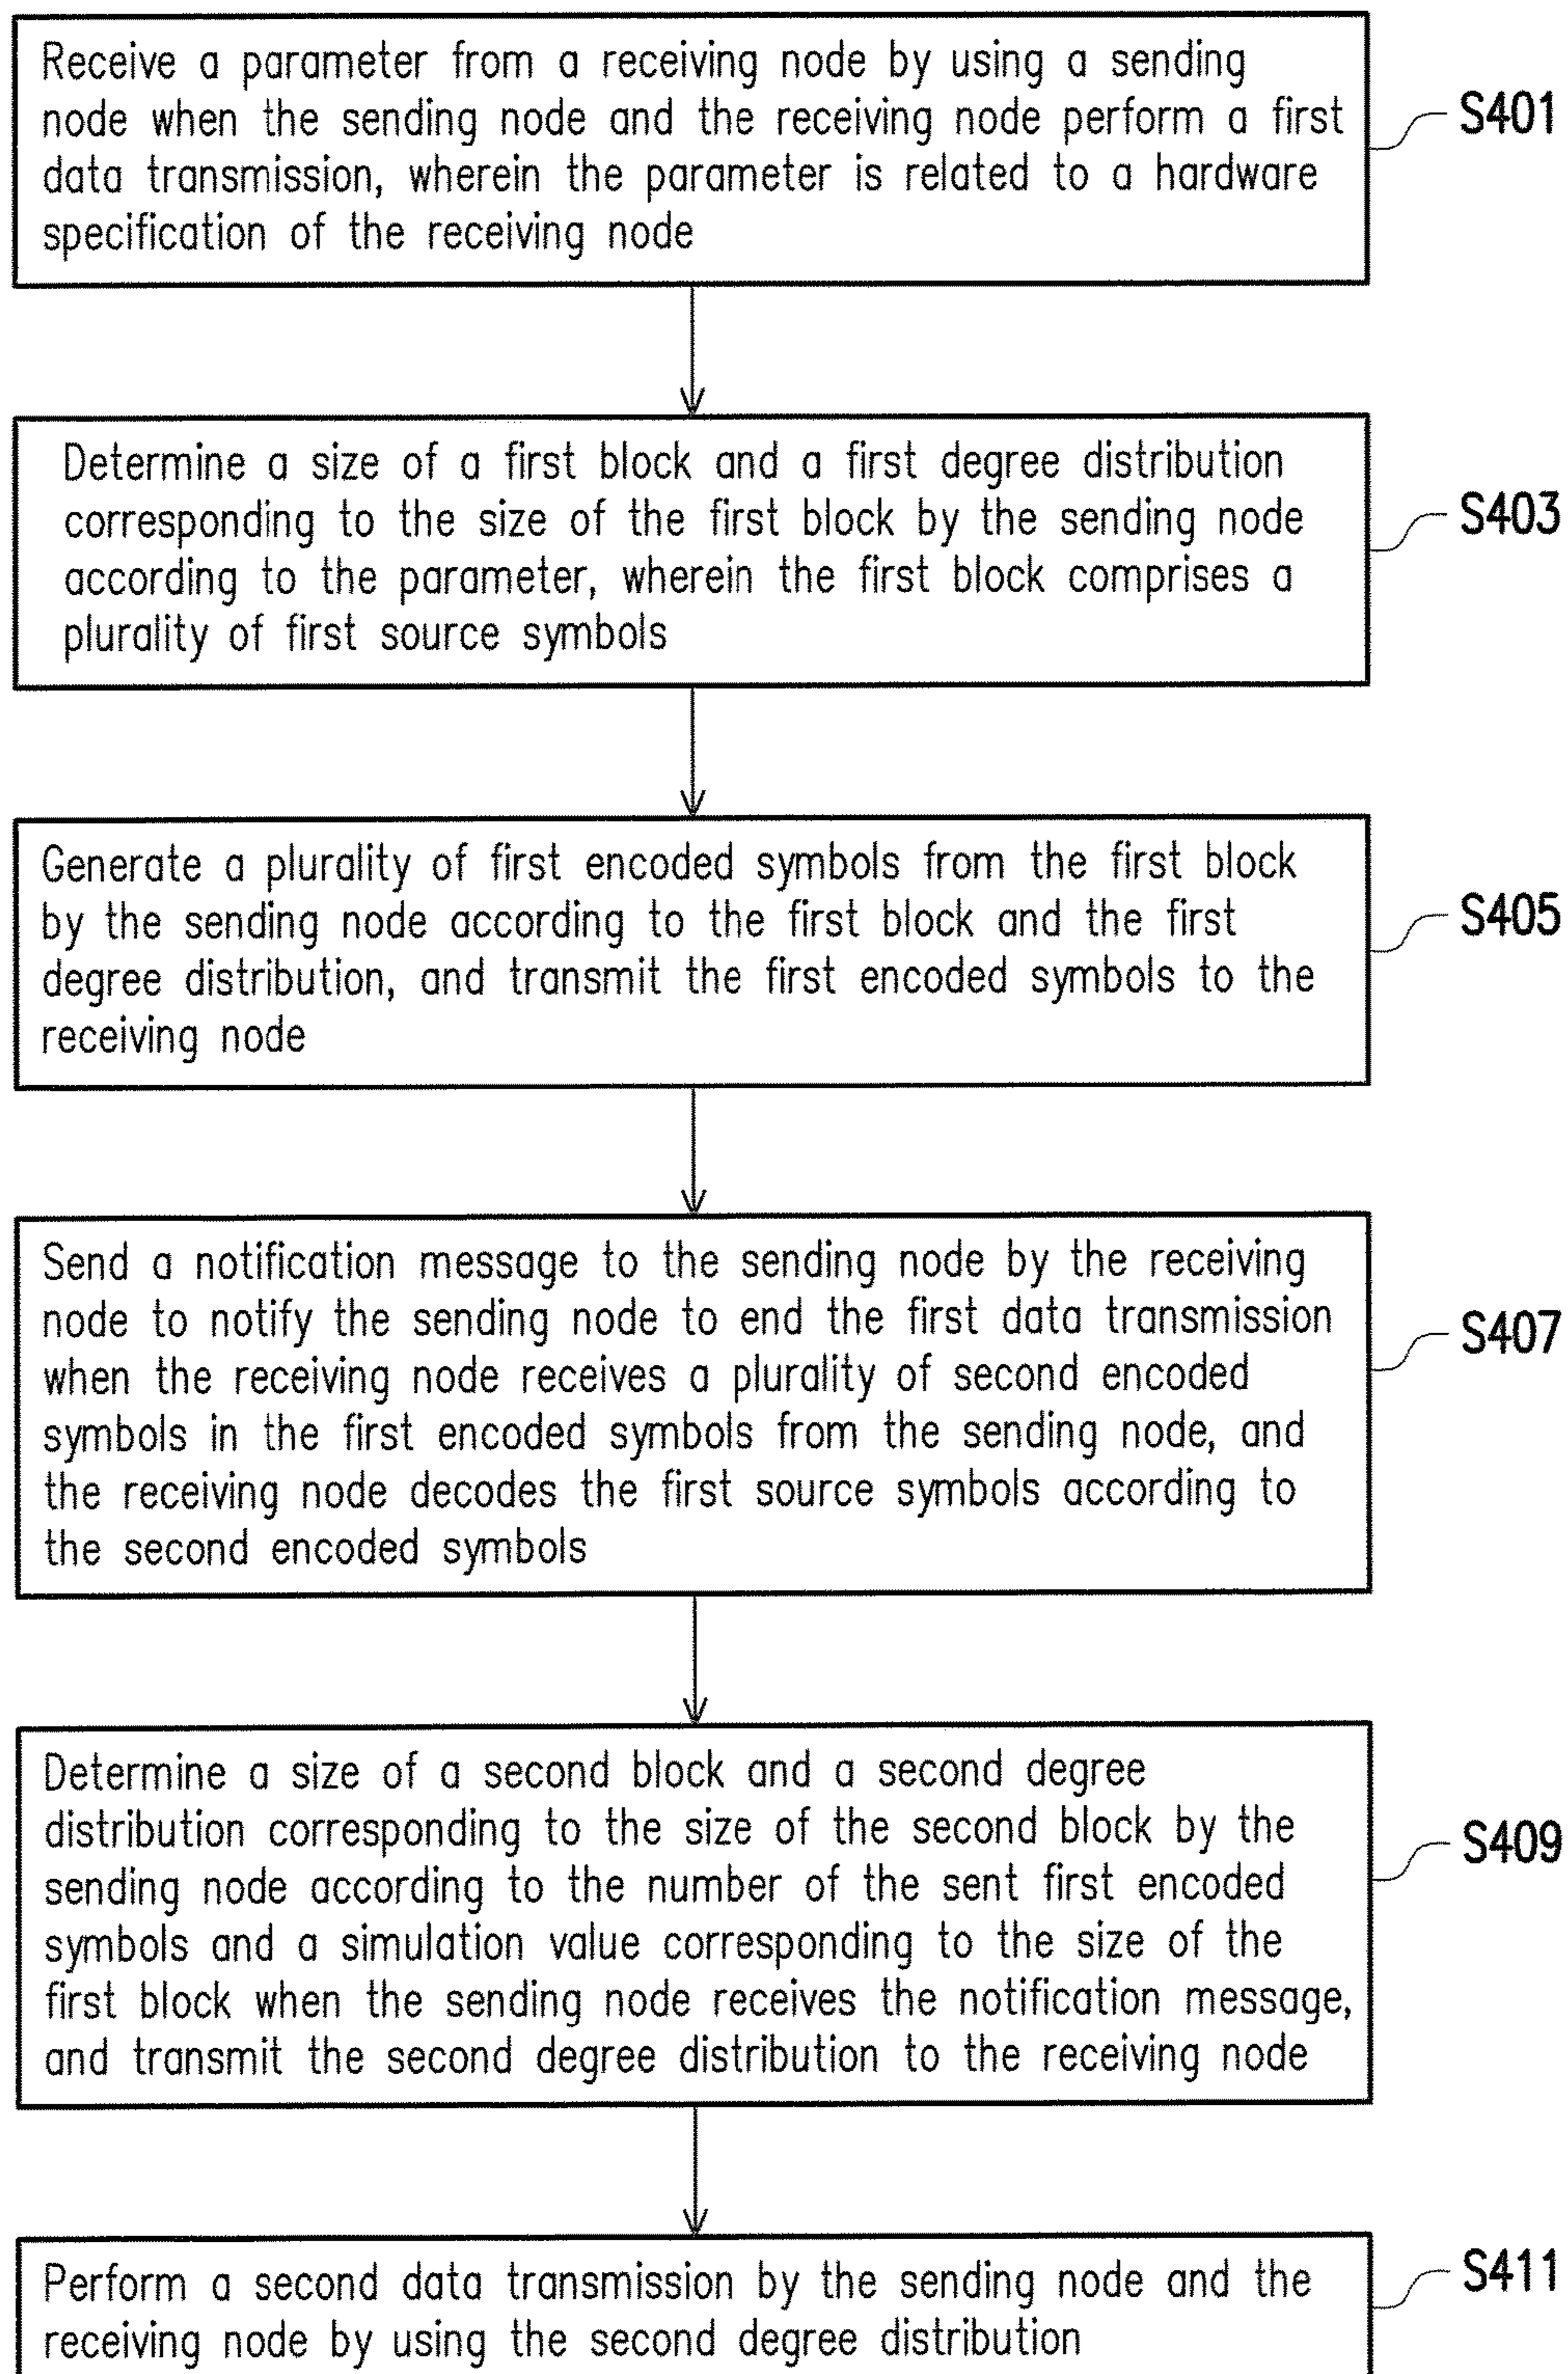 Receive a parameter from a receiving node by using a sending
node when the sending node and the receiving node perform a first
data transmission, wherein the parameter is related to a hardware
specification of the receiving node
S401
Determine a size of a first block and a first degree distribution
corresponding to the size of the first block by the sending node
according to the parameter, wherein the first block comprises a
plurality of first source symbols
S403
Generate a plurality of first encoded symbols from the first block
by the sending node according to the first block and the first
degree distribution, and transmit the first encoded symbols to the
receiving node
S405
Send a notification message to the sending node by the receiving
node to notify the sending node to end the first data transmission
when the receiving node receives a plurality of second encoded
symbols in the first encoded symbols from the sending node, and
the receiving node decodes the first source symbols according to
the second encoded symbols
S407
Determine a size of a second block and a second degree
distribution corresponding to the size of the second block by the
sending node according to the number of the sent first encoded
symbols and a simulation value corresponding to the size of the
first block when the sending node receives the notification message,
and transmit the second degree distribution to the receiving node
S409
Perform a second data transmission by the sending node and the
receiving node by using the second degree distribution
S411